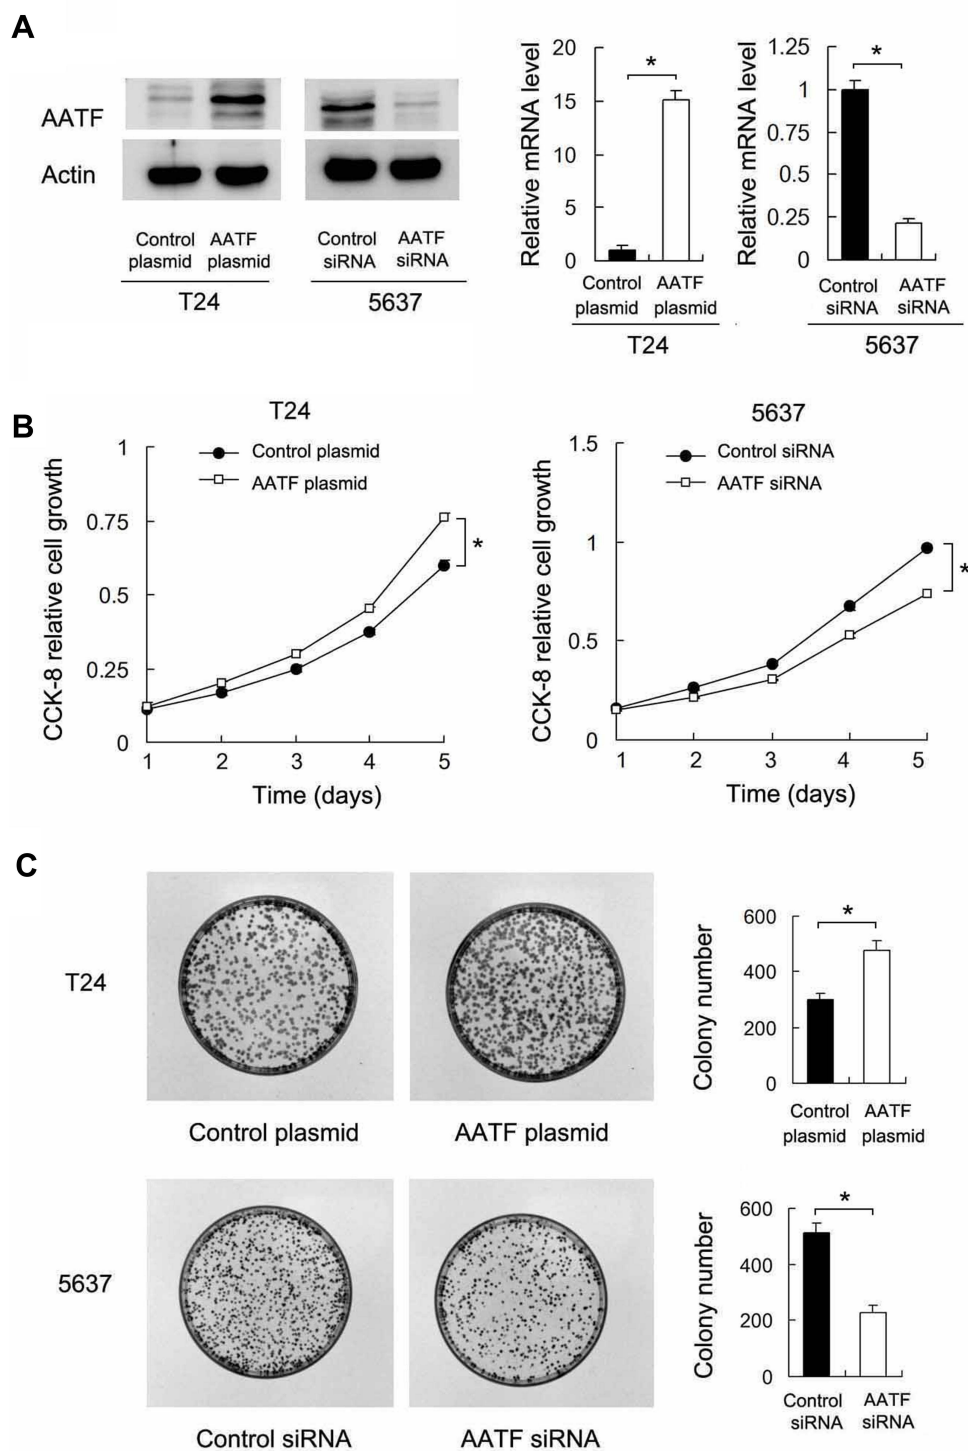 A
AATF
Actin
Control plasmid
AATF plasmid
Control siRNA
AATF siRNA
T24
5637
Relative mRNA level
20
15
10
5
0
*
Control plasmid
AATF plasmid
T24
Relative mRNA level
1.25
1
0.75
0.5
0.25
0
*
Control siRNA
AATF siRNA
5637
B
T24
CCK-8 relative cell growth
1
0.75
0.5
0.25
0
Control plasmid
AATF plasmid
*
1 2 3 4 5
Time (days)
5637
CCK-8 relative cell growth
1.5
1
0.5
0
Control siRNA
AATF siRNA
*
1 2 3 4 5
Time (days)
C
T24
Control plasmid
AATF plasmid
Colony number
600
400
200
0
*
Control plasmid
AATF plasmid
5637
Control siRNA
AATF siRNA
Colony number
600
400
200
0
*
Control siRNA
AATF siRNA